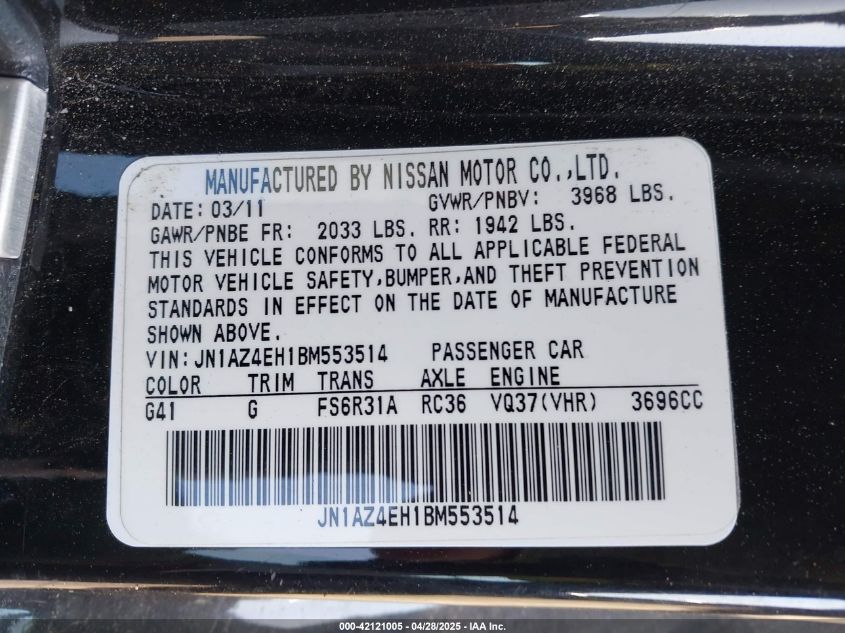 MANUFACTURED BY NISSAN MOTOR CO.,LTD.
DATE: 03/11 GVWR/PNBV: 3968 LBS.
GAWR/PNBE FR: 2033 LBS. RR: 1942 LBS.
THIS VEHICLE CONFORMS TO ALL APPLICABLE FEDERAL
MOTOR VEHICLE SAFETY,BUMPER,AND THEFT PREVENTION
STANDARDS IN EFFECT ON THE DATE OF MANUFACTURE
SHOWN ABOVE.
VIN:JN1AZ4EH1BM553514 PASSENGER CAR
COLOR TRIM TRANS AXLE ENGINE
G41 G FS6R31A RC36 VQ37(VHR) 3696CC
JN1AZ4EH1BM553514
000-42121005 - 04/28/2025 - IAA Inc.